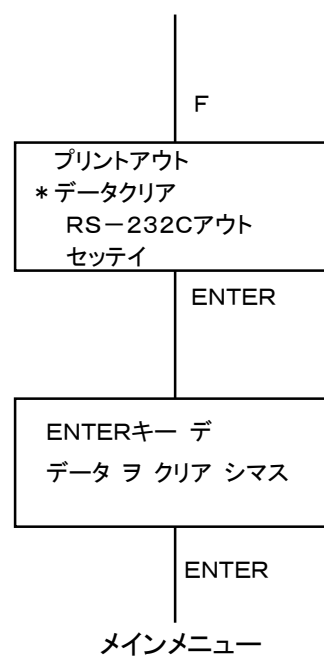 F
プリントアウト
*データクリア
RS-232Cアウト
セッテイ
ENTER
ENTERキー デ
データ ヲ クリア シマス
ENTER
メインメニュー